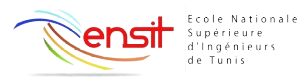 ensit
Ecole Nationale
Supérieure
d'Ingénieurs
de Tunis